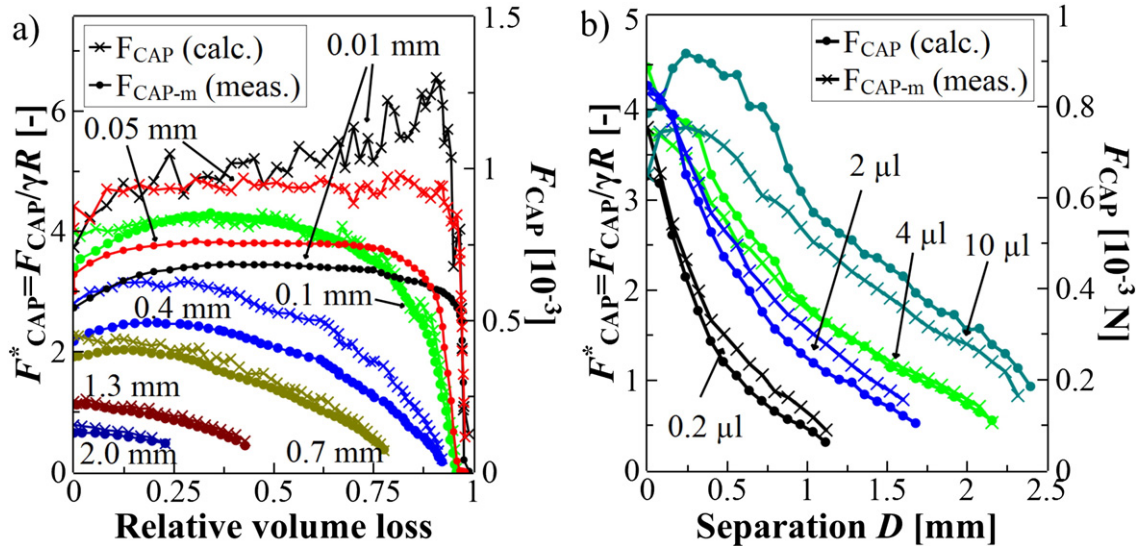 a)
F*CAP=FCAP/γR [-]
6
4
2
0
FCAP (calc.)
FCAP-m (meas.)
0.01 mm
0.05 mm
0.4 mm
0.1 mm
1.3 mm
2.0 mm
0.7 mm
0 0.25 0.5 0.75 1
Relative volume loss
1.5
1
0.5
0
FCAP [10-3]
b)
F*CAP=FCAP/γR [-]
5
4
3
2
1
0
FCAP (calc.)
FCAP-m (meas.)
2 µl
4 µl
10 µl
0.2 µl
0 0.5 1 1.5 2 2.5
Separation D [mm]
1
0.8
0.6
0.4
0.2
0
FCAP [10-3 N]